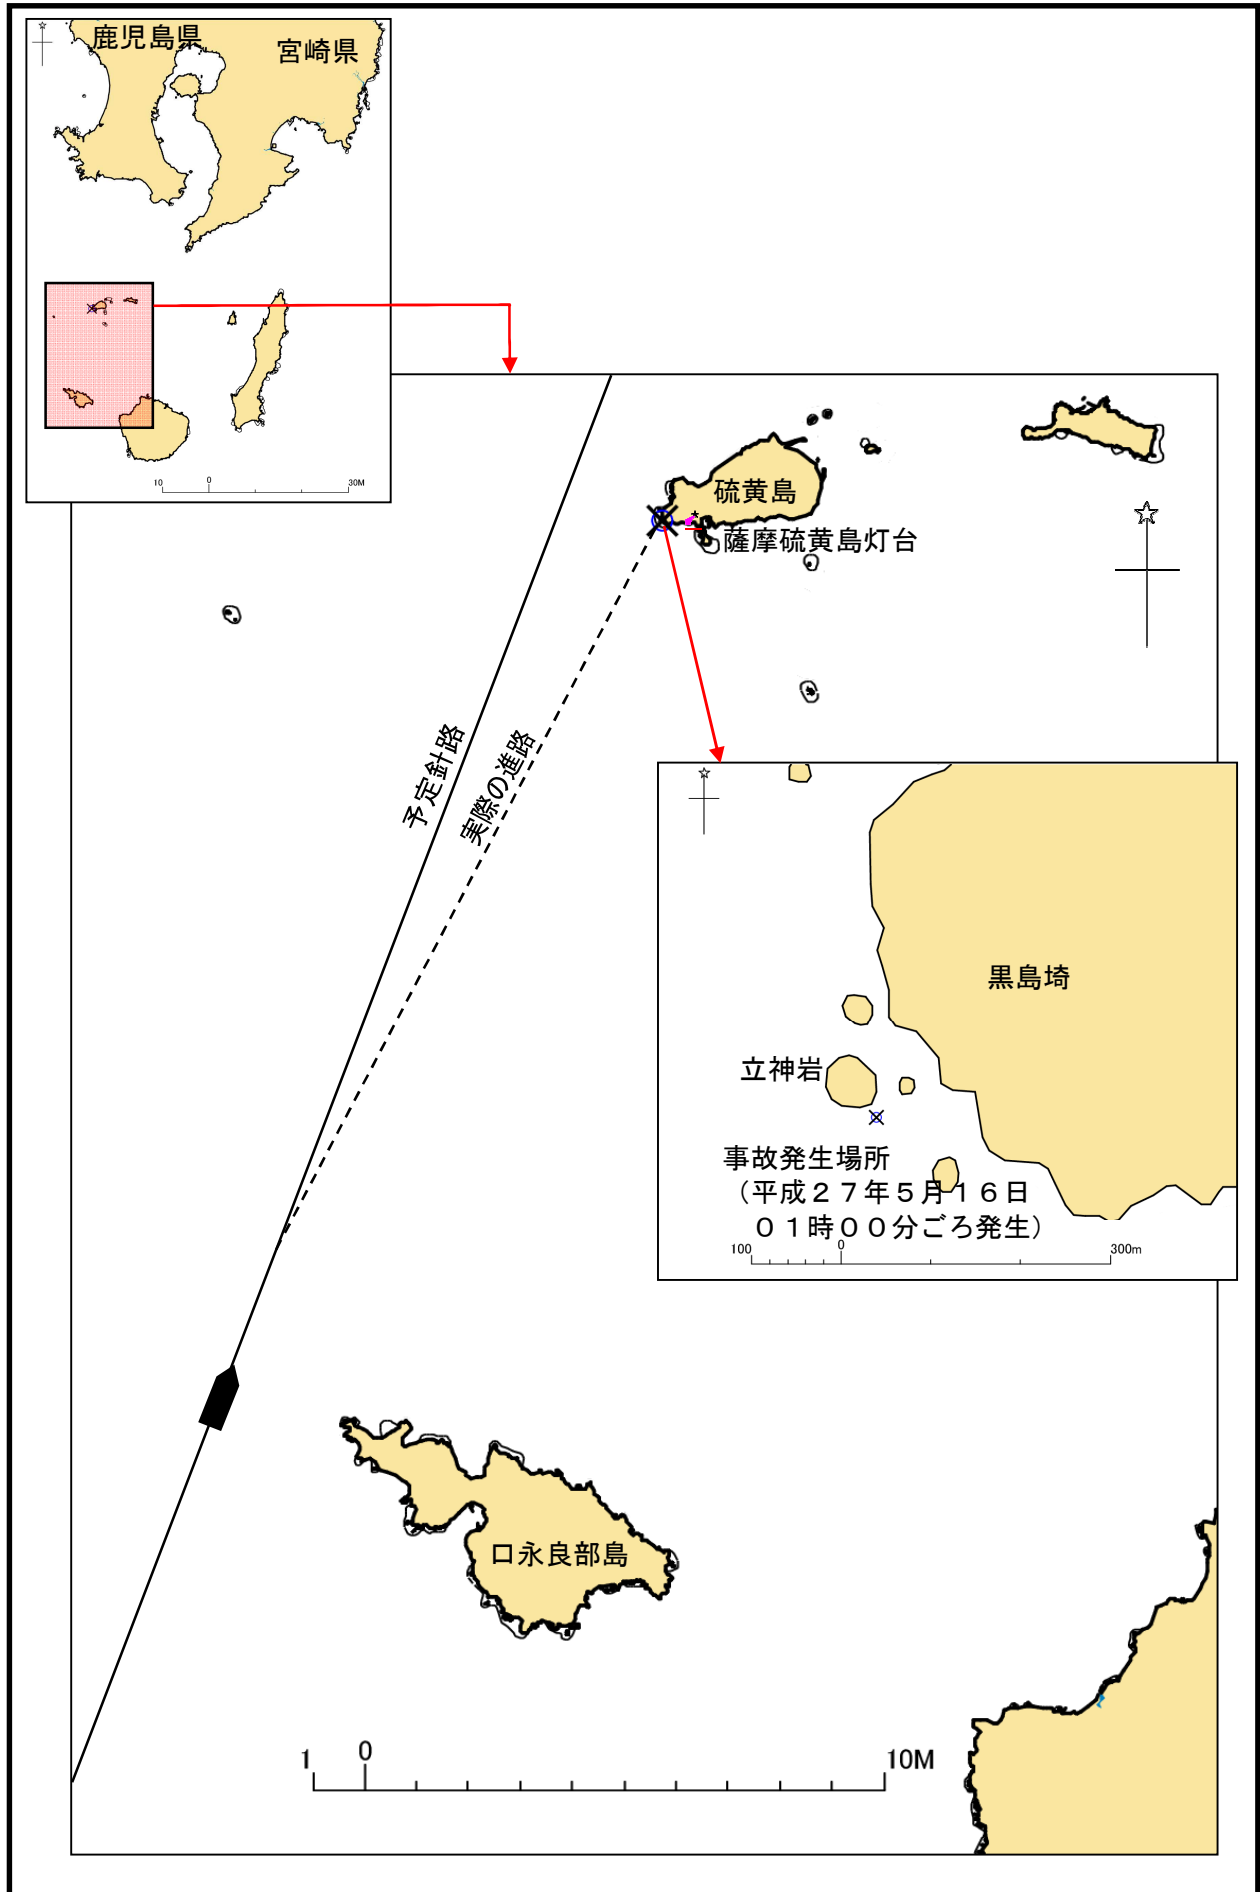 鹿児島県
宮崎県
10 0 30M
硫黄島
薩摩硫黄島灯台
予定針路
実際の進路
黒島埼
立神岩
事故発生場所
（平成２７年５月１６日
０１時００分ごろ発生）
100 0 300m
口永良部島
1 0 10M